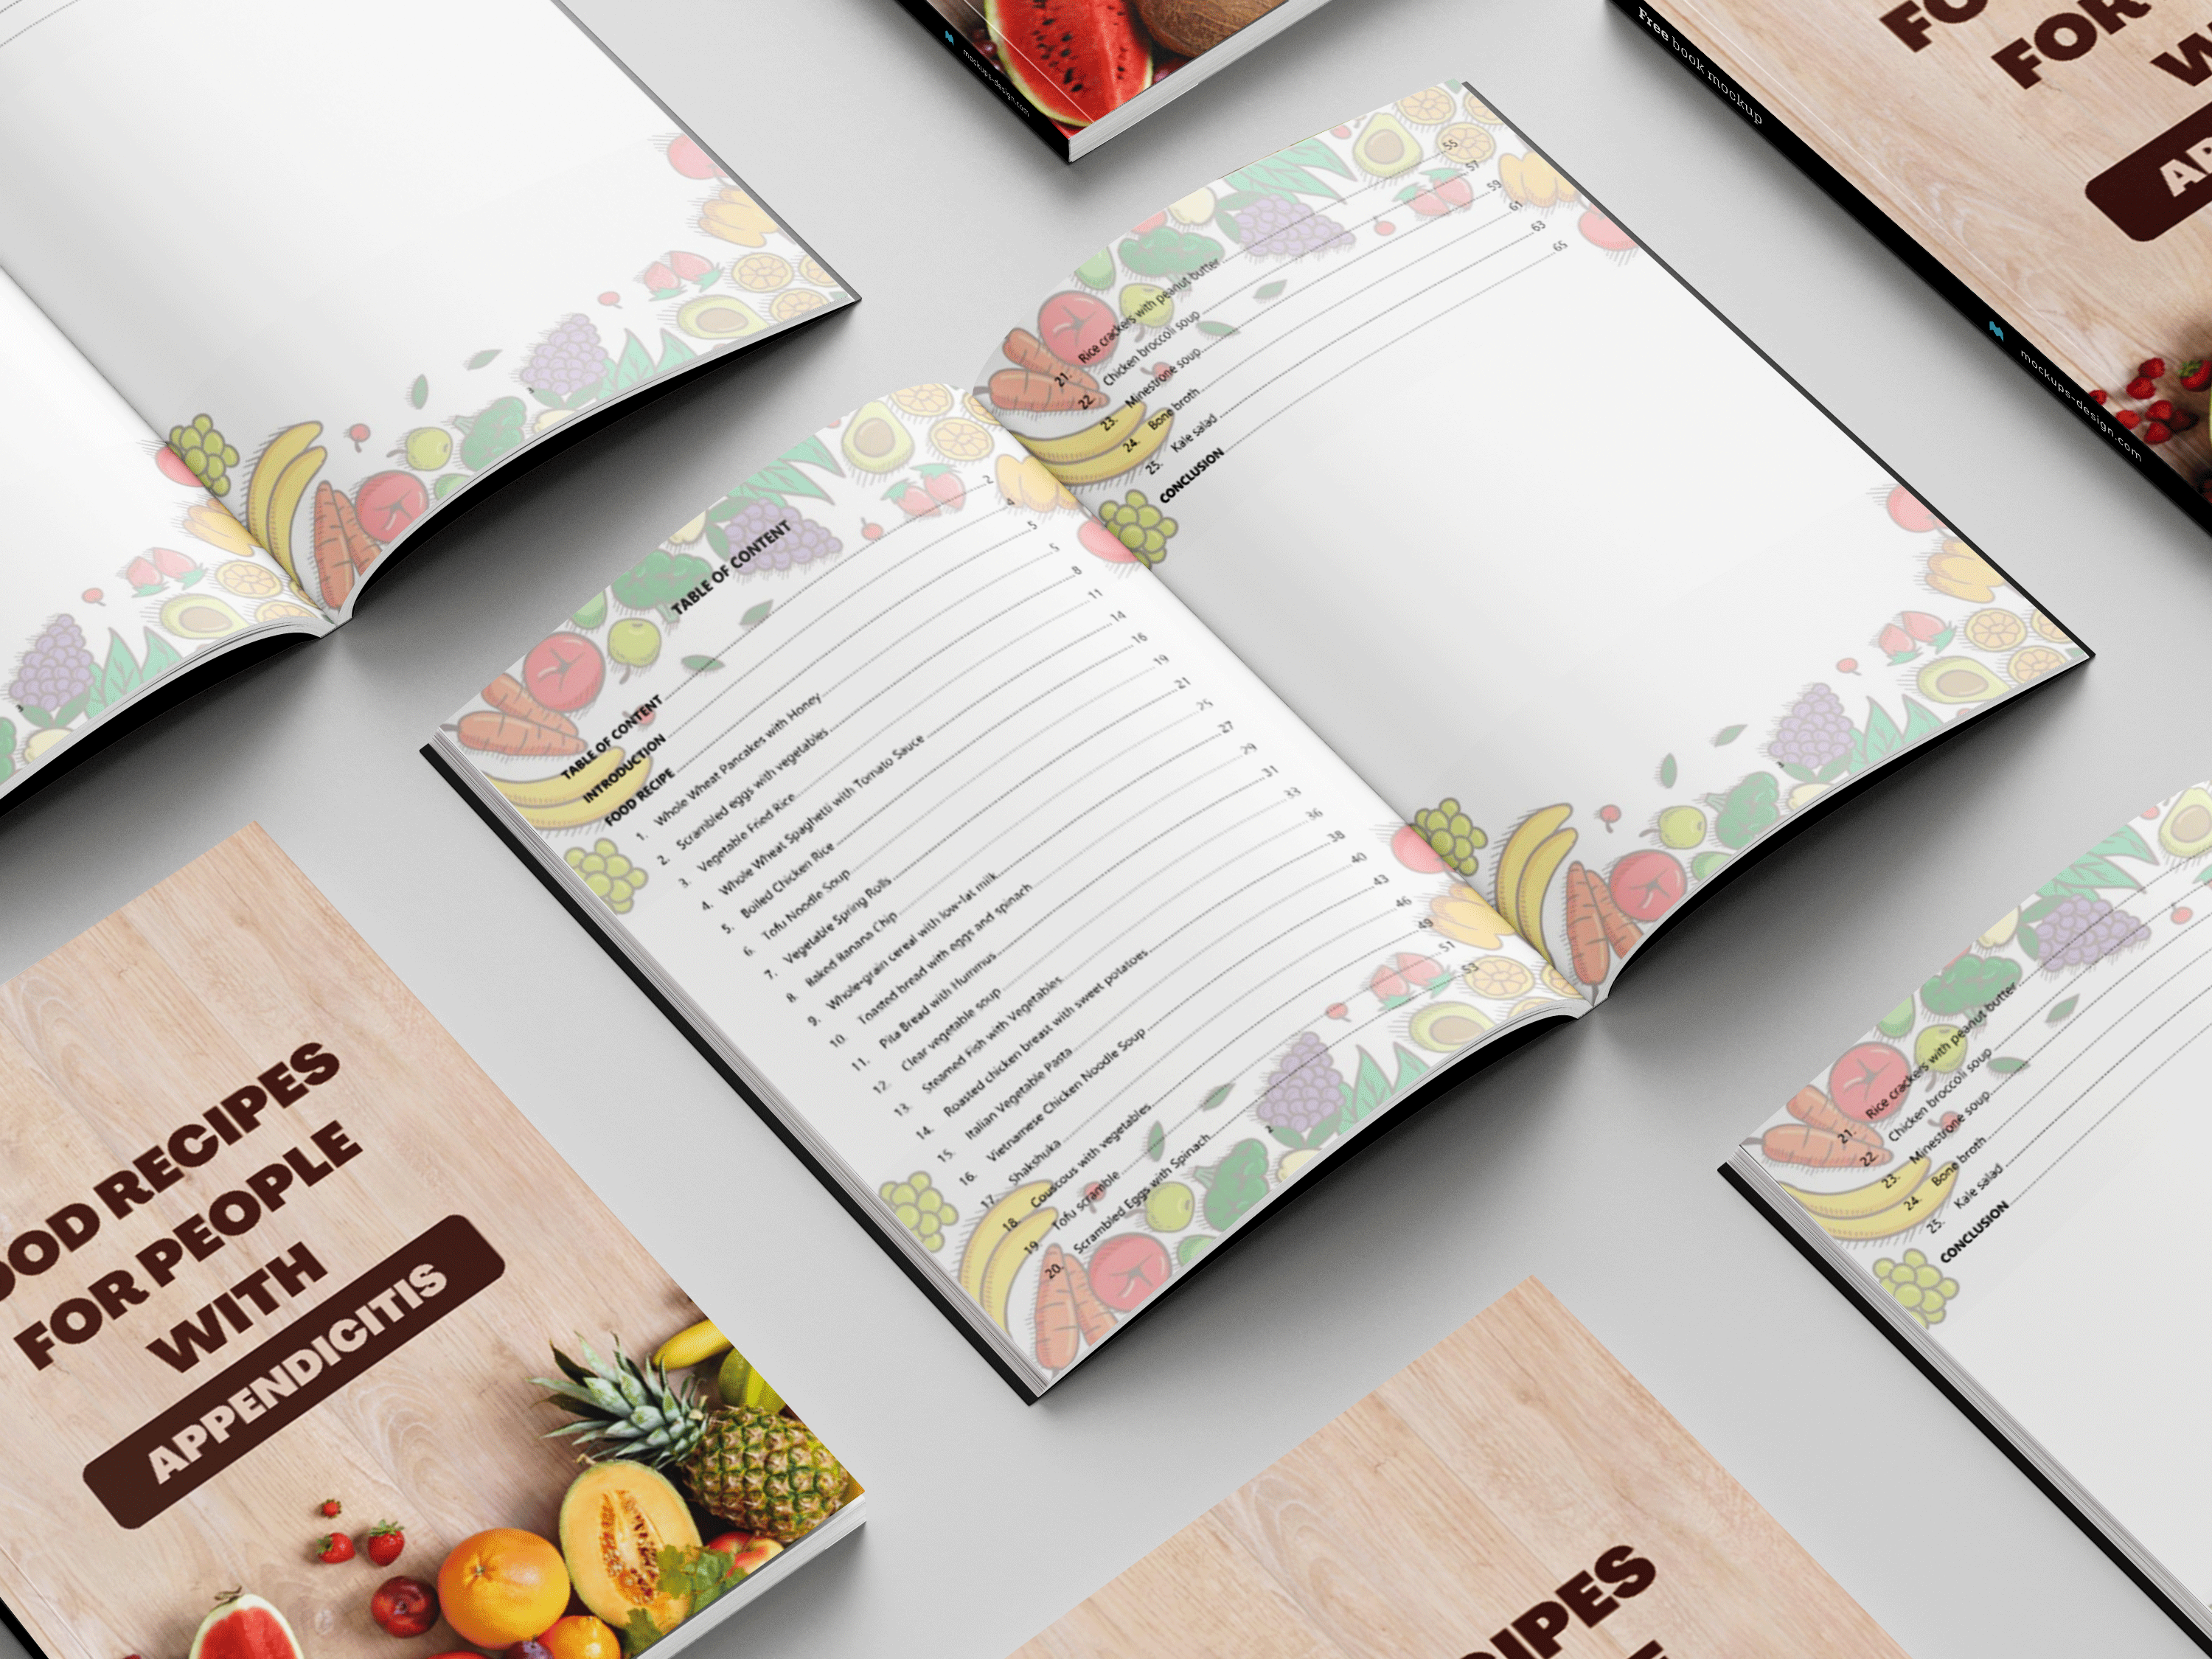 mockups-design.com
Free book mockup
FO
FOR
W
AP
mockups-design.com
TABLE OF CONTENT
TABLE OF CONTENT 2
INTRODUCTION 4
FOOD RECIPE 5
1. Whole Wheat Pancakes with Honey 5
2. Scrambled eggs with vegetables 8
3. Vegetable Fried Rice 11
4. Whole Wheat Spaghetti with Tomato Sauce 14
5. Boiled Chicken Rice 16
6. Tofu Noodle Soup 19
7. Vegetable Spring Rolls 21
8. Baked Banana Chip 25
9. Whole-grain cereal with low-fat milk 27
10. Toasted bread with eggs and spinach 29
11. Pita Bread with Hummus 31
12. Clear vegetable soup 33
13. Steamed Fish with Vegetables 36
14. Roasted chicken breast with sweet potatoes 38
15. Italian Vegetable Pasta 40
16. Vietnamese Chicken Noodle Soup 43
17. Shakshuka 46
18. Couscous with vegetables 49
19. Tofu scramble 51
20. Scrambled Eggs with Spinach 53
2
21. Rice crackers with peanut butter 55
22. Chicken broccoli soup 57
23. Minestrone soup 59
24. Bone broth 61
25. Kale salad 63
CONCLUSION 65
3
3
3
OOD RECIPES
FOR PEOPLE
WITH
APPENDICITIS
21. Rice crackers with peanut butter
22. Chicken broccoli soup
23. Minestrone soup
24. Bone broth
25. Kale salad
CONCLUSION
IPES
LE